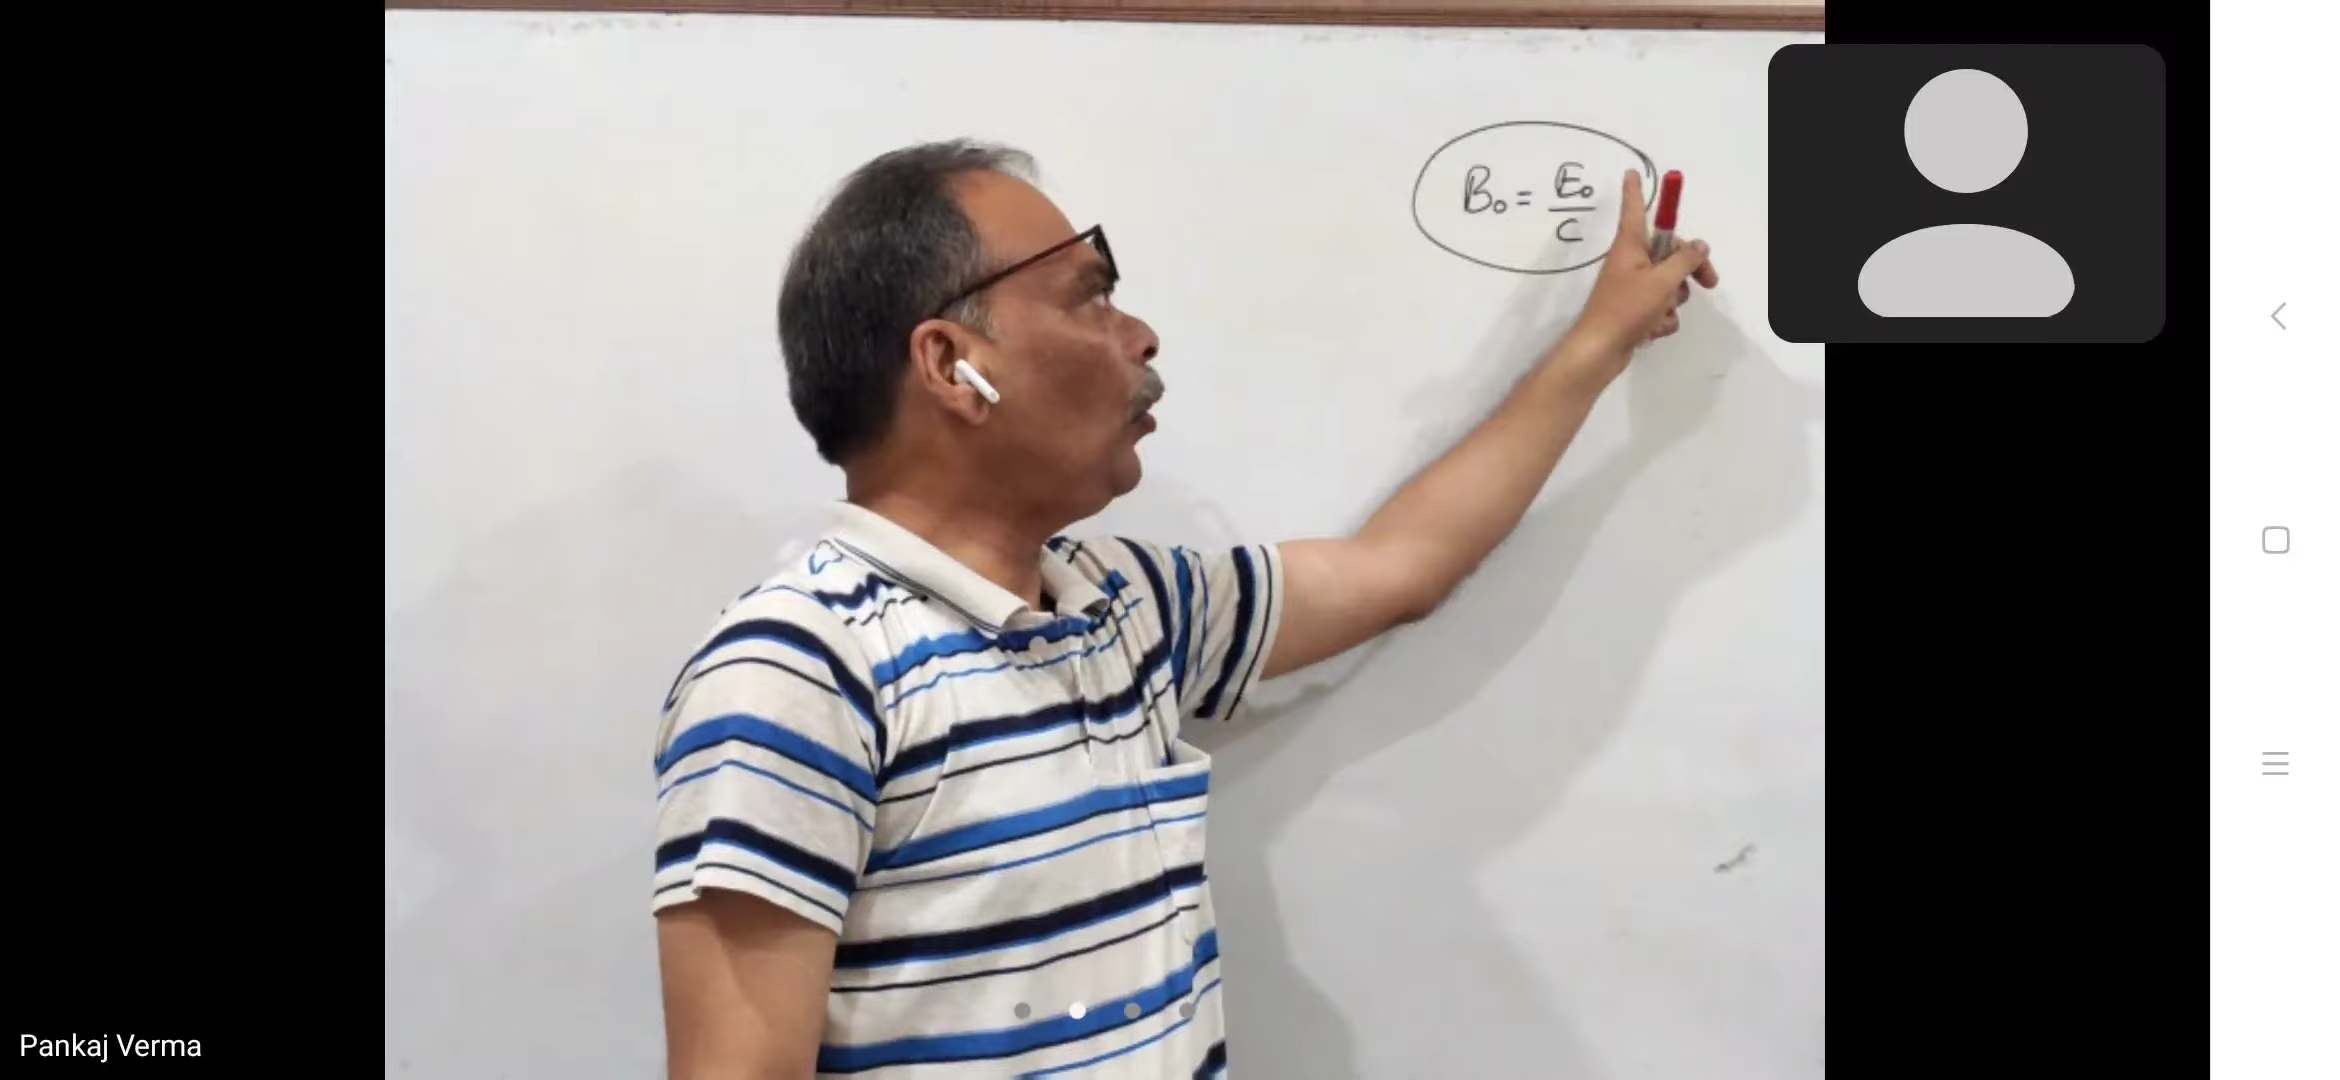 B₀ = E₀/C
Pankaj Verma